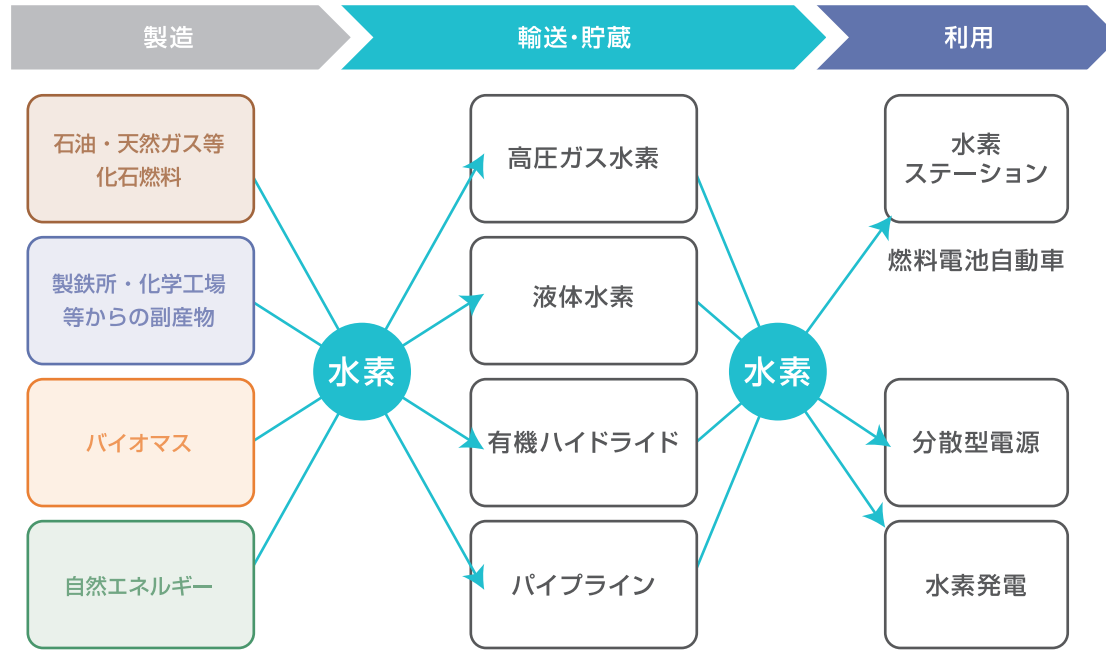 製造
輸送・貯蔵
利用
石油・天然ガス等
化石燃料
製鉄所・化学工場
等からの副産物
バイオマス
自然エネルギー
水素
高圧ガス水素
液体水素
有機ハイドライド
パイプライン
水素
水素
ステーション
燃料電池自動車
分散型電源
水素発電